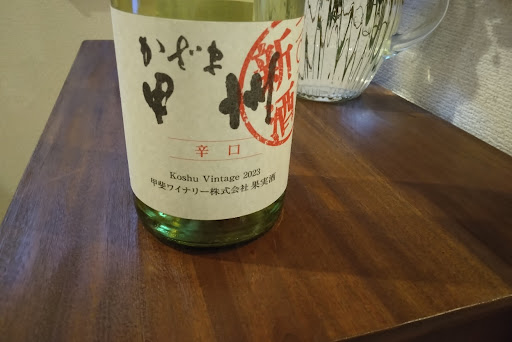 かざま
甲州
新酒
辛口
Koshu Vintage 2023
甲斐ワイナリー株式会社 果実酒